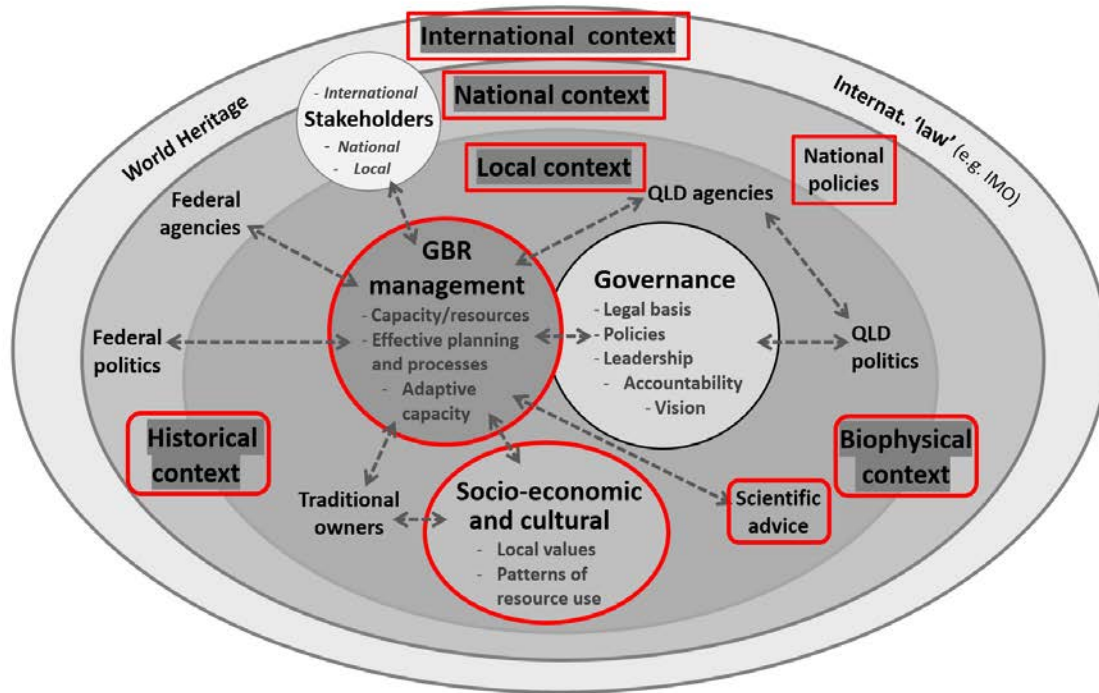 International context
National context
- International
Stakeholders
- National
- Local
World Heritage
Internat. ‘law’ (e.g. IMO)
Local context
National
policies
Federal
agencies
QLD agencies
GBR
management
- Capacity/resources
- Effective planning
and processes
- Adaptive
capacity
Governance
- Legal basis
- Policies
- Leadership
- Accountability
- Vision
Federal
politics
QLD
politics
Historical
context
Biophysical
context
Traditional
owners
Socio-economic
and cultural
- Local values
- Patterns of
resource use
Scientific
advice